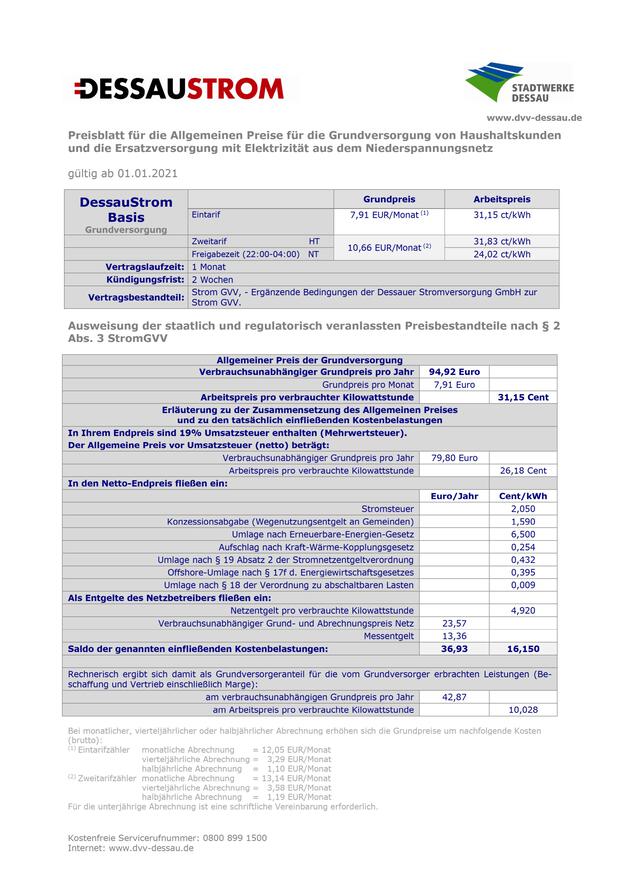 DESSAUSTROM
STADTWERKE
DESSAU
www.dvv-dessau.de
Preisblatt für die Allgemeinen Preise für die Grundversorgung von Haushaltskunden
und die Ersatzversorgung mit Elektrizität aus dem Niederspannungsnetz
gültig ab 01.01.2021
DessauStrom
Basis
Grundversorgung
Grundpreis Arbeitspreis
Eintarif 7,91 EUR/Monat (1) 31,15 ct/kWh
Zweitarif HT 10,66 EUR/Monat (2) 31,83 ct/kWh
Freigabezeit (22:00-04:00) NT 24,02 ct/kWh
Vertragslaufzeit: 1 Monat
Kündigungsfrist: 2 Wochen
Vertragsbestandteil: Strom GVV, - Ergänzende Bedingungen der Dessauer Stromversorgung GmbH zur
Strom GVV.
Ausweisung der staatlich und regulatorisch veranlassten Preisbestandteile nach § 2
Abs. 3 StromGVV
Allgemeiner Preis der Grundversorgung
Verbrauchsunabhängiger Grundpreis pro Jahr 94,92 Euro
Grundpreis pro Monat 7,91 Euro
Arbeitspreis pro verbrauchter Kilowattstunde 31,15 Cent
Erläuterung zu der Zusammensetzung des Allgemeinen Preises
und zu den tatsächlich einfließenden Kostenbelastungen
In Ihrem Endpreis sind 19% Umsatzsteuer enthalten (Mehrwertsteuer).
Der Allgemeine Preis vor Umsatzsteuer (netto) beträgt:
Verbrauchsunabhängiger Grundpreis pro Jahr 79,80 Euro
Arbeitspreis pro verbrauchte Kilowattstunde 26,18 Cent
In den Netto-Endpreis fließen ein:
Euro/Jahr Cent/kWh
Stromsteuer 2,050
Konzessionsabgabe (Wegenutzungsentgelt an Gemeinden) 1,590
Umlage nach Erneuerbare-Energien-Gesetz 6,500
Aufschlag nach Kraft-Wärme-Kopplungsgesetz 0,254
Umlage nach § 19 Absatz 2 der Stromnetzentgeltverordnung 0,432
Offshore-Umlage nach § 17f d. Energiewirtschaftsgesetzes 0,395
Umlage nach § 18 der Verordnung zu abschaltbaren Lasten 0,009
Als Entgelte des Netzbetreibers fließen ein:
Netzentgelt pro verbrauchte Kilowattstunde 4,920
Verbrauchsunabhängiger Grund- und Abrechnungspreis Netz 23,57
Messentgelt 13,36
Saldo der genannten einfließenden Kostenbelastungen: 36,93 16,150
Rechnerisch ergibt sich damit als Grundversorgeranteil für die vom Grundversorger erbrachten Leistungen (Be-
schaffung und Vertrieb einschließlich Marge):
am verbrauchsunabhängigen Grundpreis pro Jahr 42,87
am Arbeitspreis pro verbrauchte Kilowattstunde 10,028
Bei monatlicher, vierteljährlicher oder halbjährlicher Abrechnung erhöhen sich die Grundpreise um nachfolgende Kosten
(brutto):
(1) Eintarifzähler monatliche Abrechnung = 12,05 EUR/Monat
vierteljährliche Abrechnung = 3,29 EUR/Monat
halbjährliche Abrechnung = 1,10 EUR/Monat
(2) Zweitarifzähler monatliche Abrechnung = 13,14 EUR/Monat
vierteljährliche Abrechnung = 3,58 EUR/Monat
halbjährliche Abrechnung = 1,19 EUR/Monat
Für die unterjährige Abrechnung ist eine schriftliche Vereinbarung erforderlich.
Kostenfreie Servicerufnummer: 0800 899 1500
Internet: www.dvv-dessau.de